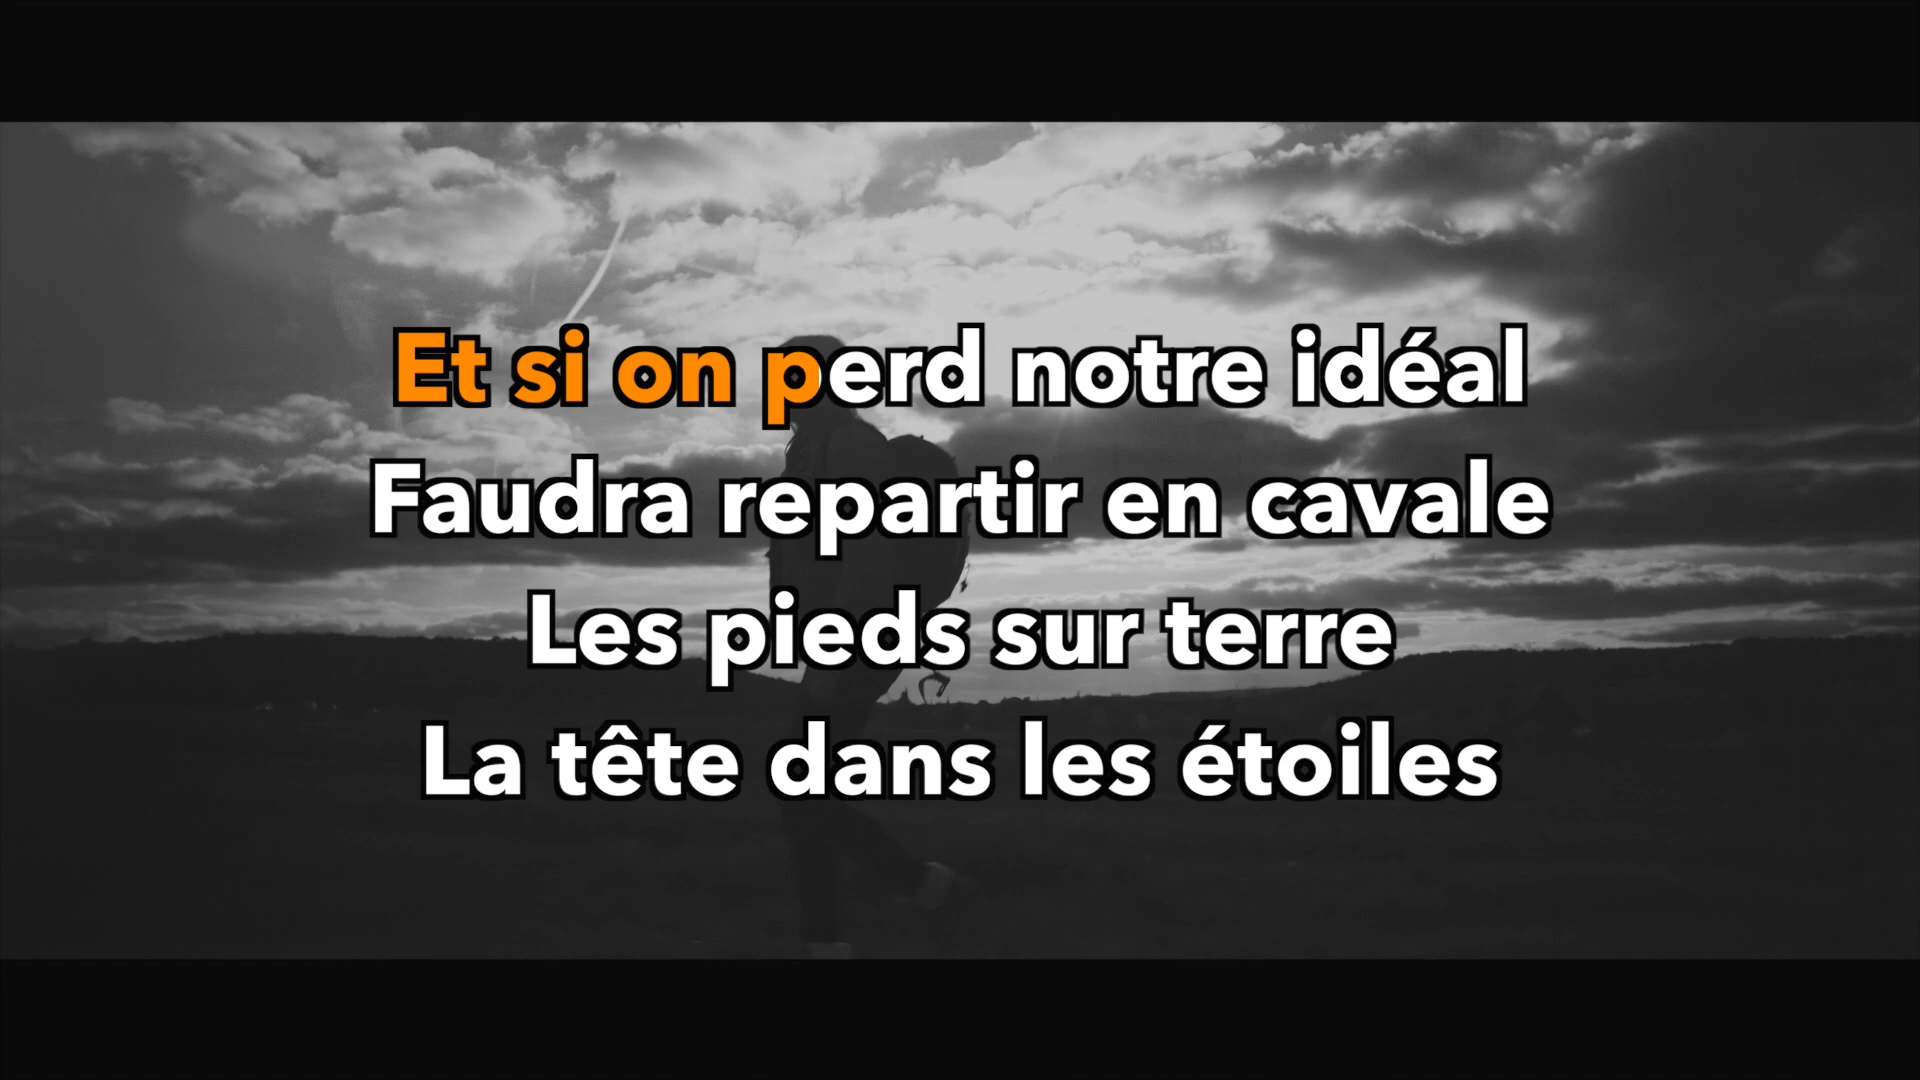 Et si on perd notre idéal
Faudra repartir en cavale
Les pieds sur terre
La tête dans les étoiles